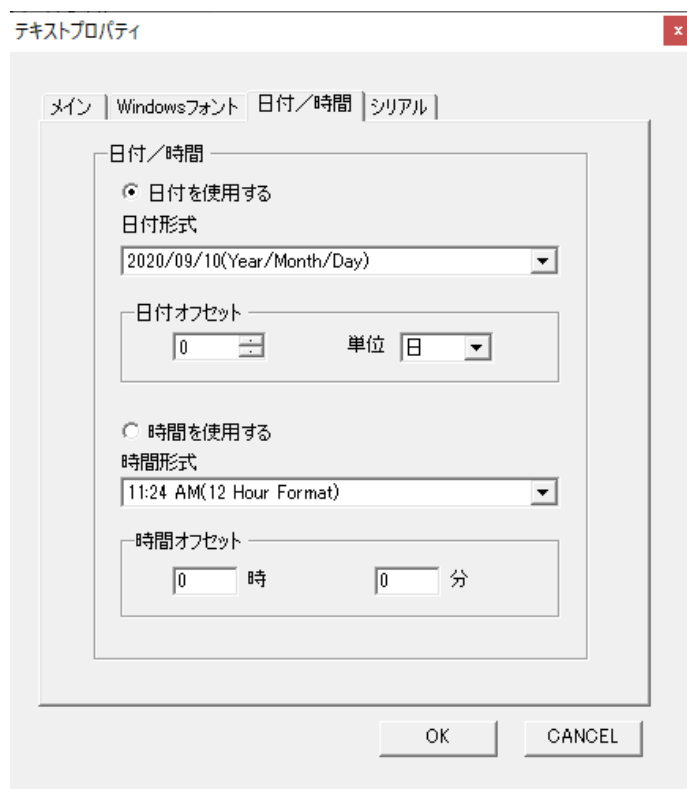 テキストプロパティ x
メイン Windowsフォント 日付／時間 シリアル
日付／時間
日付を使用する
日付形式
2020/09/10(Year/Month/Day)
日付オフセット
0 単位 日
時間を使用する
時間形式
11:24 AM(12 Hour Format)
時間オフセット
0 時 0 分
OK CANCEL